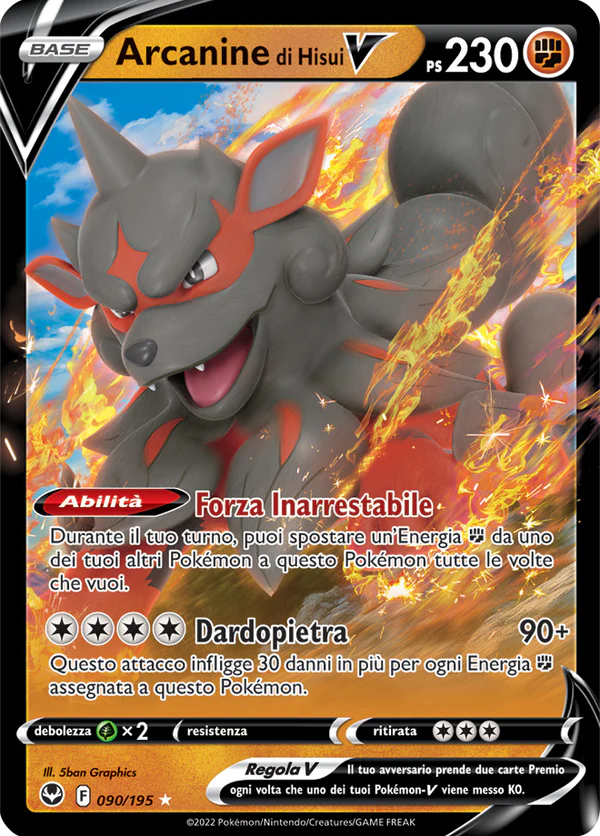 BASE Arcanine di Hisui V PS 230
Abilità Forza Inarrestabile
Durante il tuo turno, puoi spostare un'Energia da uno
dei tuoi altri Pokémon a questo Pokémon tutte le volte
che vuoi.
Dardopietra 90+
Questo attacco infligge 30 danni in più per ogni Energia
assegnata a questo Pokémon.
debolezza ×2 resistenza ritirata
Ill. 5ban Graphics
Regola V Il tuo avversario prende due carte Premio
ogni volta che uno dei tuoi Pokémon-V viene messo KO.
F 090/195 ★
©2022 Pokémon/Nintendo/Creatures/GAME FREAK